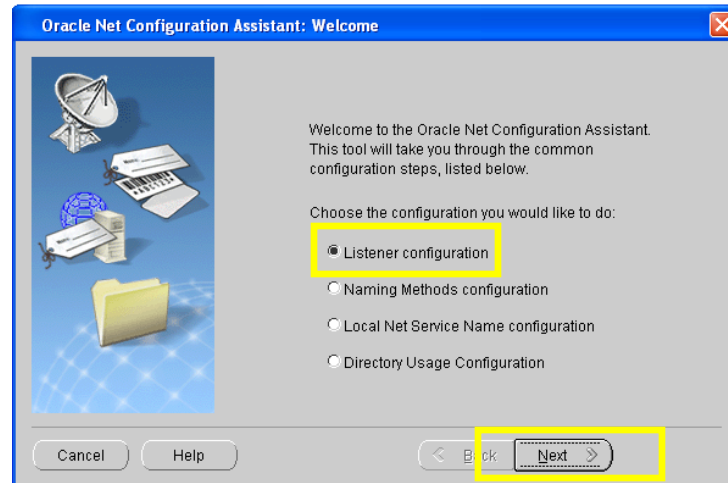 Oracle Net Configuration Assistant: Welcome
Welcome to the Oracle Net Configuration Assistant.
This tool will take you through the common
configuration steps, listed below.
Choose the configuration you would like to do:
Listener configuration
Naming Methods configuration
Local Net Service Name configuration
Directory Usage Configuration
Cancel
Help
Back
Next